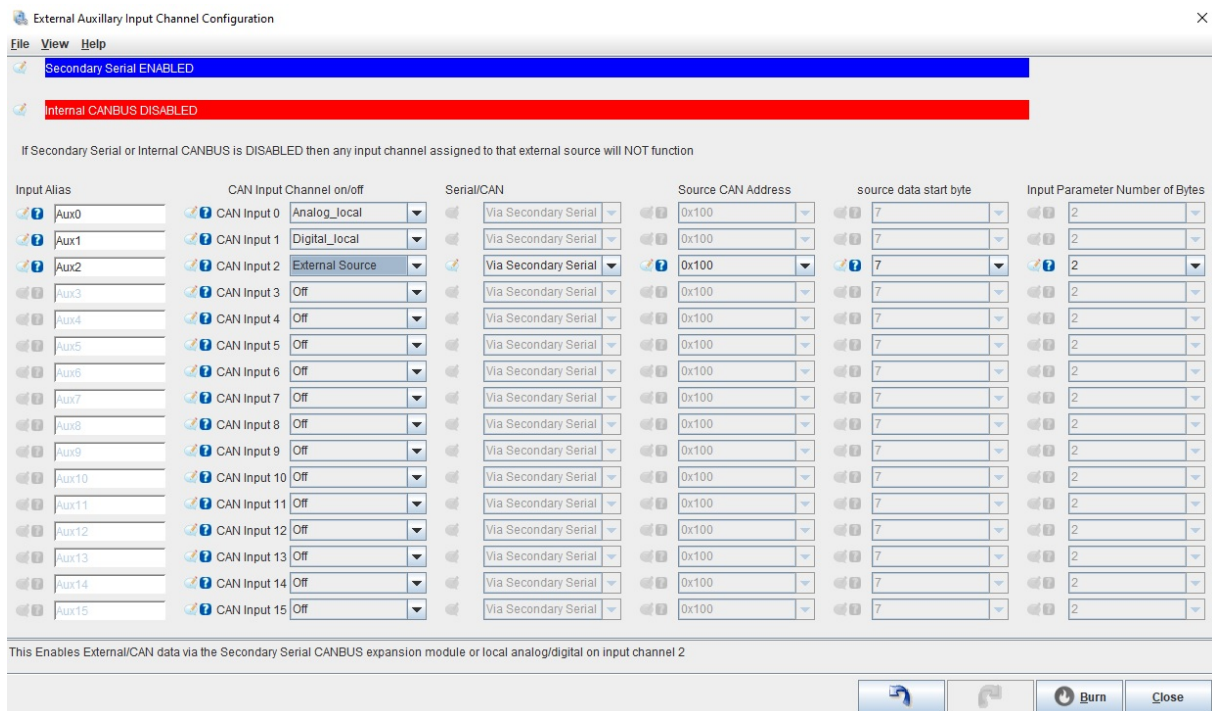 External Auxillary Input Channel Configuration
File View Help
Secondary Serial ENABLED
Internal CANBUS DISABLED
If Secondary Serial or Internal CANBUS is DISABLED then any input channel assigned to that external source will NOT function
Input Alias CAN Input Channel on/off Serial/CAN Source CAN Address source data start byte Input Parameter Number of Bytes
Aux0 CAN Input 0 Analog_local Via Secondary Serial 0x100 7 2
Aux1 CAN Input 1 Digital_local Via Secondary Serial 0x100 7 2
Aux2 CAN Input 2 External Source Via Secondary Serial 0x100 7 2
Aux3 CAN Input 3 Off Via Secondary Serial 0x100 7 2
Aux4 CAN Input 4 Off Via Secondary Serial 0x100 7 2
Aux5 CAN Input 5 Off Via Secondary Serial 0x100 7 2
Aux6 CAN Input 6 Off Via Secondary Serial 0x100 7 2
Aux7 CAN Input 7 Off Via Secondary Serial 0x100 7 2
Aux8 CAN Input 8 Off Via Secondary Serial 0x100 7 2
Aux9 CAN Input 9 Off Via Secondary Serial 0x100 7 2
Aux10 CAN Input 10 Off Via Secondary Serial 0x100 7 2
Aux11 CAN Input 11 Off Via Secondary Serial 0x100 7 2
Aux12 CAN Input 12 Off Via Secondary Serial 0x100 7 2
Aux13 CAN Input 13 Off Via Secondary Serial 0x100 7 2
Aux14 CAN Input 14 Off Via Secondary Serial 0x100 7 2
Aux15 CAN Input 15 Off Via Secondary Serial 0x100 7 2
This Enables External/CAN data via the Secondary Serial CANBUS expansion module or local analog/digital on input channel 2
Burn Close